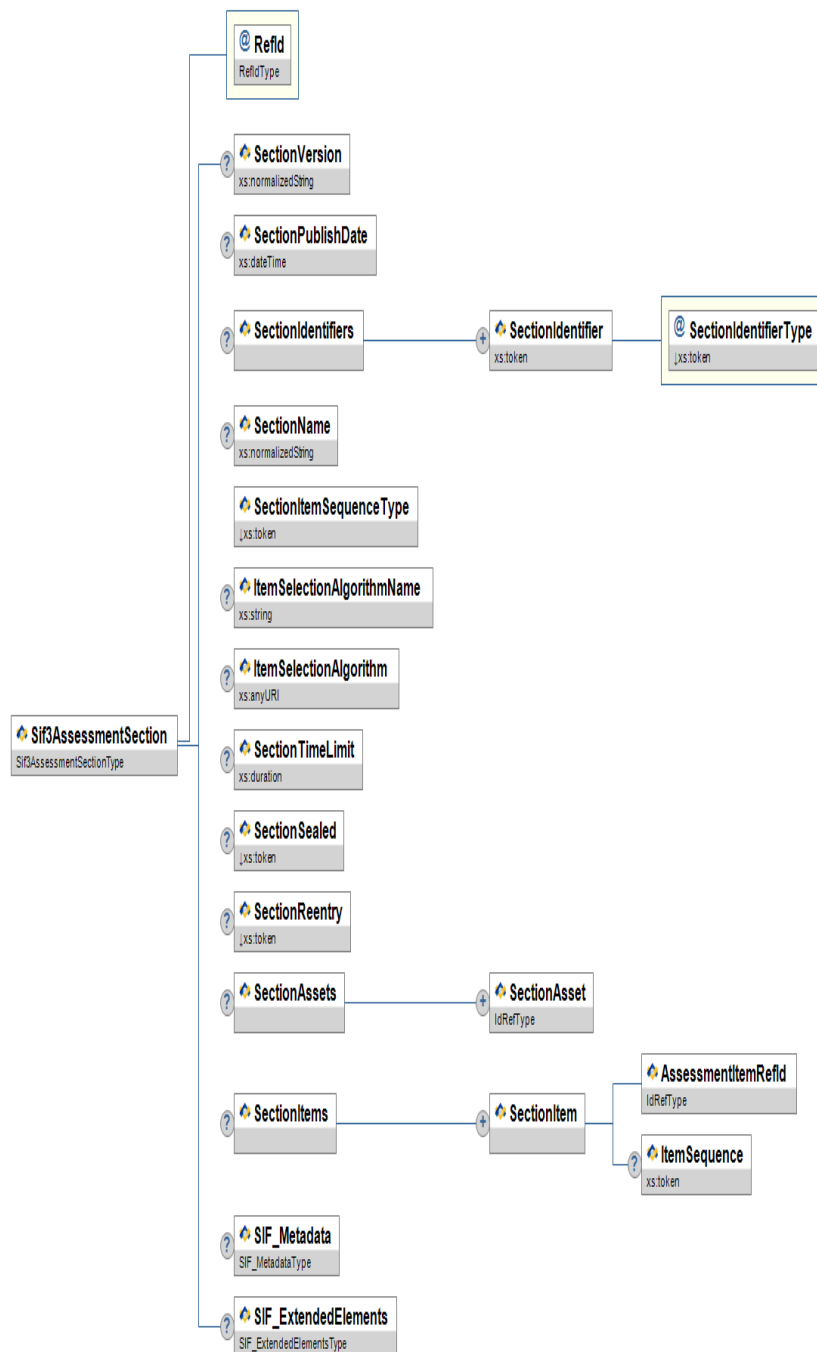 @ RefId
RefIdType
? SectionVersion
xs:normalizedString
? SectionPublishDate
xs:dateTime
? SectionIdentifiers
+ SectionIdentifier
xs:token
@ SectionIdentifierType
↓xs:token
? SectionName
xs:normalizedString
SectionItemSequenceType
↓xs:token
? ItemSelectionAlgorithmName
xs:string
? ItemSelectionAlgorithm
xs:anyURI
Sif3AssessmentSection
Sif3AssessmentSectionType
? SectionTimeLimit
xs:duration
? SectionSealed
↓xs:token
? SectionReentry
↓xs:token
? SectionAssets
+ SectionAsset
IdRefType
? SectionItems
+ SectionItem
AssessmentItemRefId
IdRefType
? ItemSequence
xs:token
? SIF_Metadata
SIF_MetadataType
? SIF_ExtendedElements
SIF_ExtendedElementsType